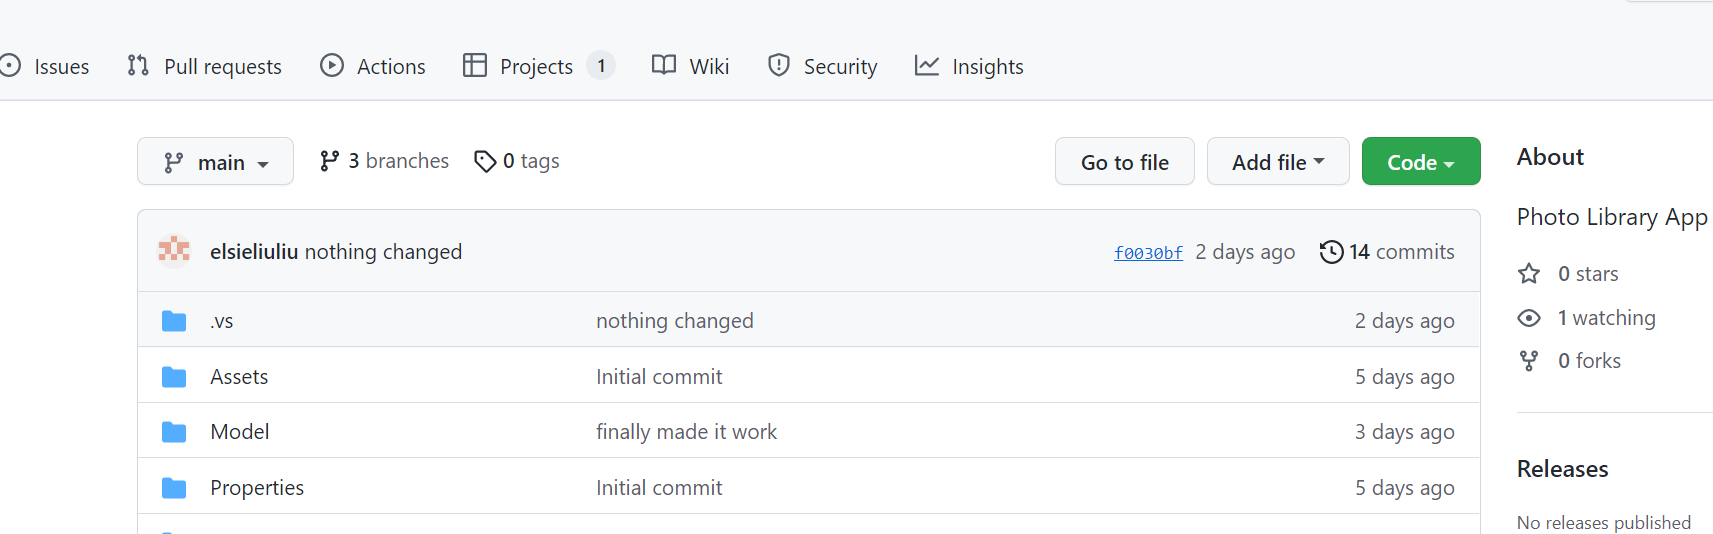 Issues Pull requests Actions Projects 1 Wiki Security Insights
main 3 branches 0 tags Go to file Add file Code
About
Photo Library App
elsieliuliu nothing changed f0030bf 2 days ago 14 commits
0 stars
.vs nothing changed 2 days ago
1 watching
Assets Initial commit 5 days ago
0 forks
Model finally made it work 3 days ago
Properties Initial commit 5 days ago
Releases
No releases published